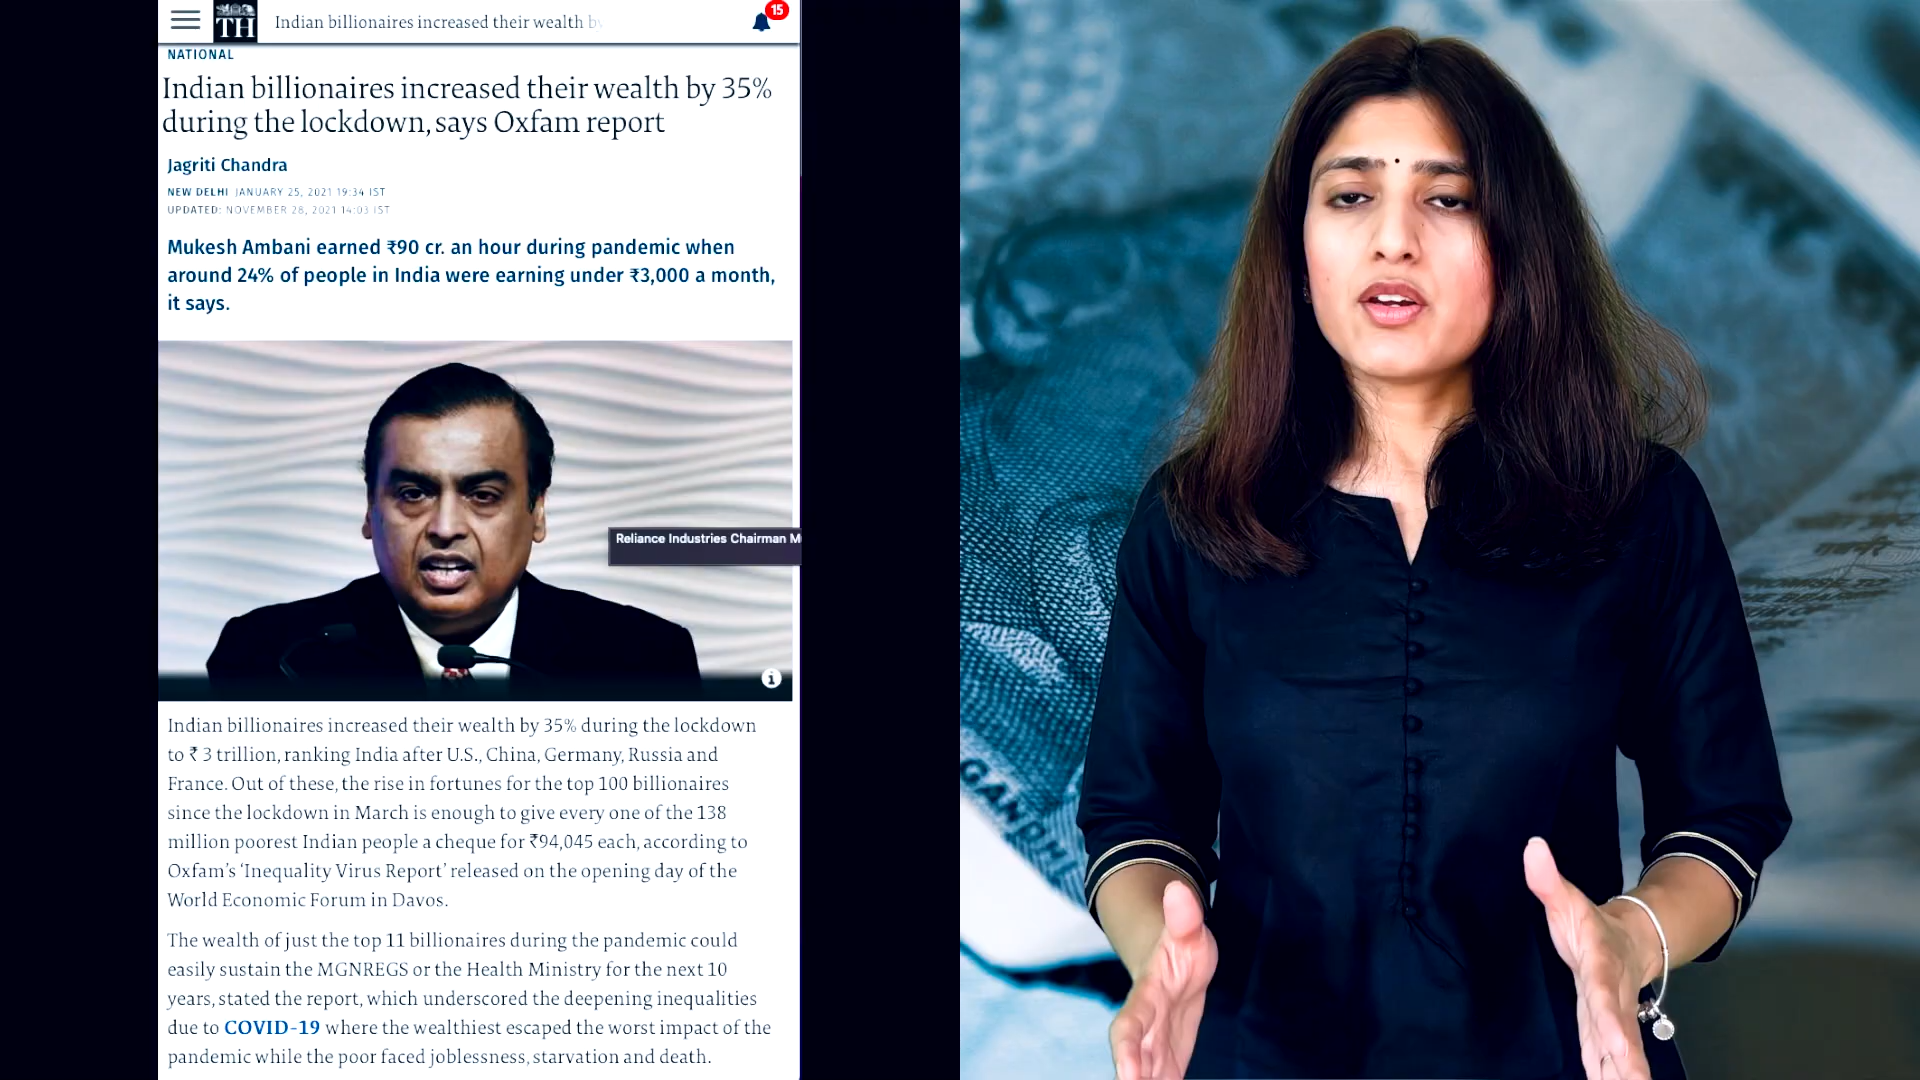 TH
Indian billionaires increased their wealth by
15
NATIONAL
Indian billionaires increased their wealth by 35%
during the lockdown, says Oxfam report
Jagriti Chandra
NEW DELHI JANUARY 25, 2021 19:34 IST
UPDATED: NOVEMBER 28, 2021 14:03 IST
Mukesh Ambani earned ₹90 cr. an hour during pandemic when
around 24% of people in India were earning under ₹3,000 a month,
it says.
Reliance Industries Chairman M
i
Indian billionaires increased their wealth by 35% during the lockdown
to ₹ 3 trillion, ranking India after U.S., China, Germany, Russia and
France. Out of these, the rise in fortunes for the top 100 billionaires
since the lockdown in March is enough to give every one of the 138
million poorest Indian people a cheque for ₹94,045 each, according to
Oxfam’s ‘Inequality Virus Report’ released on the opening day of the
World Economic Forum in Davos.
The wealth of just the top 11 billionaires during the pandemic could
easily sustain the MGNREGS or the Health Ministry for the next 10
years, stated the report, which underscored the deepening inequalities
due to COVID-19 where the wealthiest escaped the worst impact of the
pandemic while the poor faced joblessness, starvation and death.